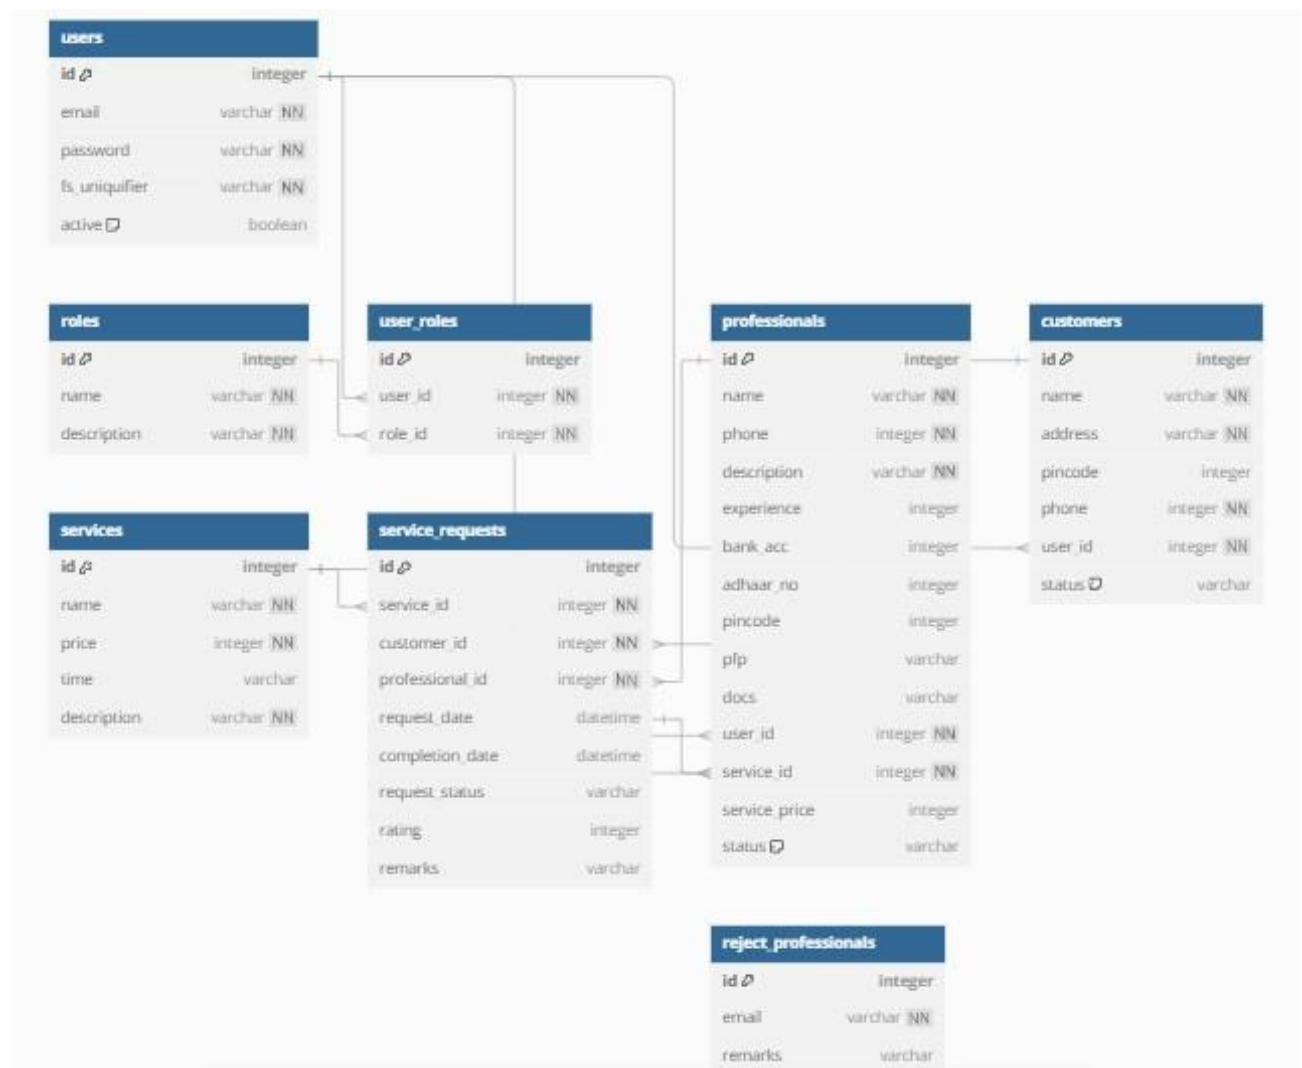 users
id integer
email varchar NN
password varchar NN
fs_uniquifier varchar NN
active boolean
roles
id integer
name varchar NN
description varchar NN
user_roles
id integer
user_id integer NN
role_id integer NN
professionals
id integer
name varchar NN
phone integer NN
description varchar NN
experience integer
bank_acc integer
adhaar_no integer
pincode integer
pfp varchar
docs varchar
user_id integer NN
service_id integer NN
service_price integer
status varchar
customers
id integer
name varchar NN
address varchar NN
pincode integer
phone integer NN
user_id integer NN
status varchar
services
id integer
name varchar NN
price integer NN
time varchar
description varchar NN
service_requests
id integer
service_id integer NN
customer_id integer NN
professional_id integer NN
request_date datetime
completion_date datetime
request_status varchar
rating integer
remarks varchar
reject_professionals
id integer
email varchar NN
remarks varchar